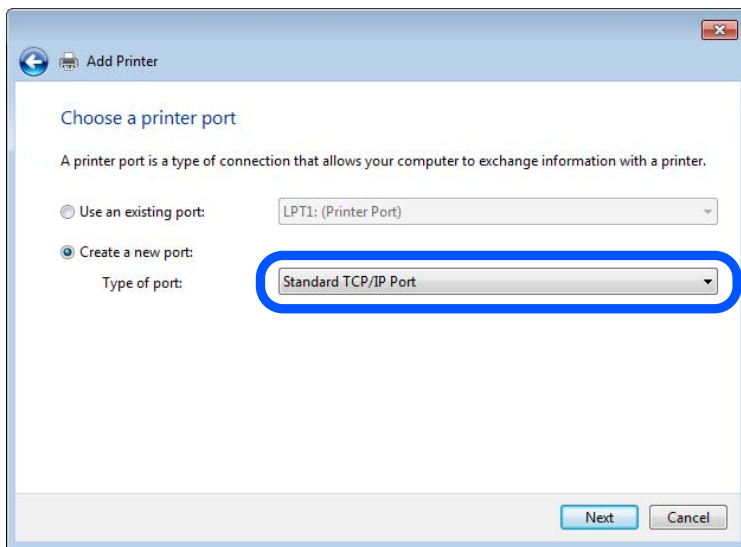 Add Printer
Choose a printer port
A printer port is a type of connection that allows your computer to exchange information with a printer.
Use an existing port: LPT1: (Printer Port)
Create a new port:
Type of port: Standard TCP/IP Port
Next Cancel